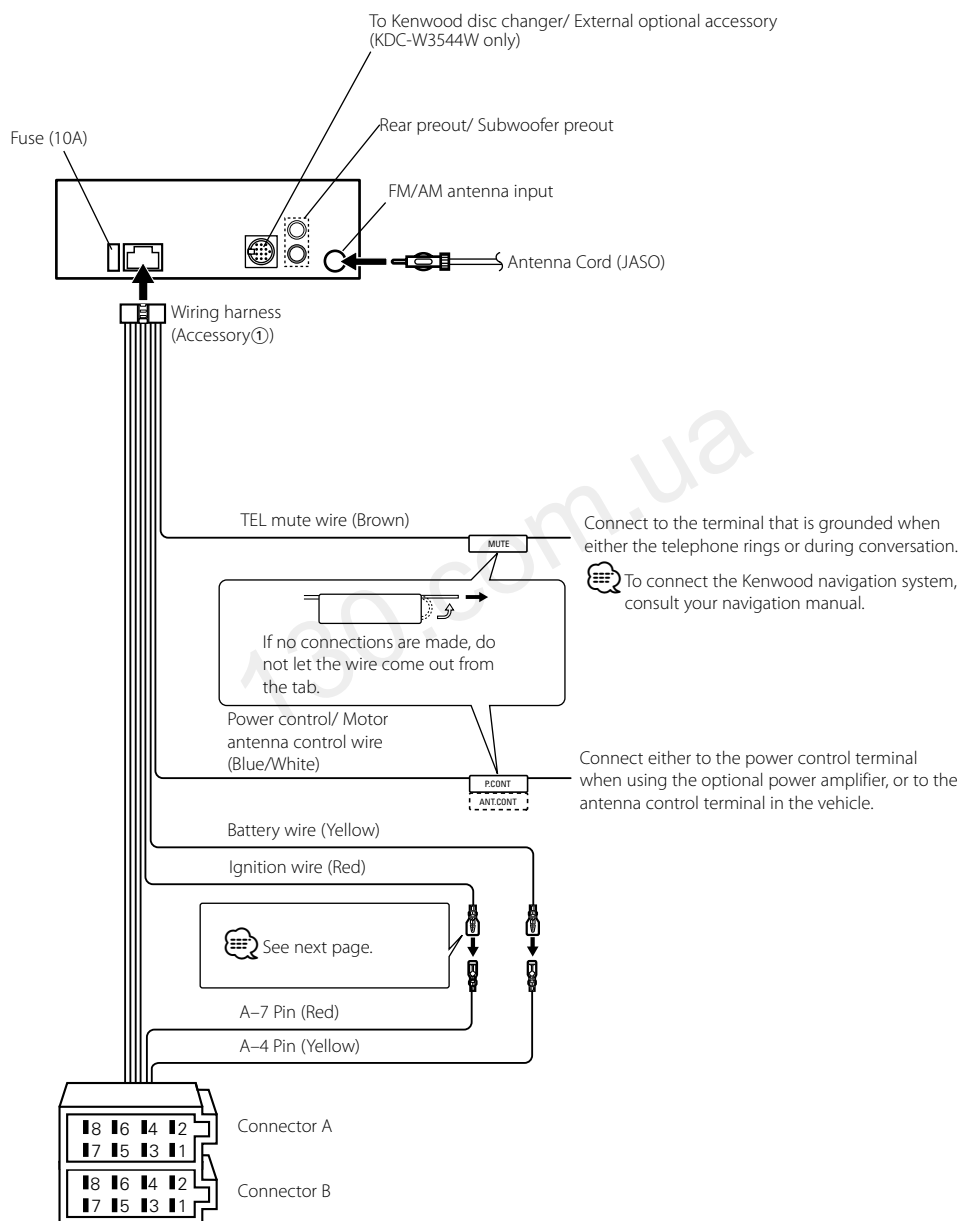 To Kenwood disc changer/ External optional accessory
(KDC-W3544W only)
Rear preout/ Subwoofer preout
Fuse (10A)
FM/AM antenna input
Antenna Cord (JASO)
Wiring harness
(Accessory①)
TEL mute wire (Brown)
MUTE
Connect to the terminal that is grounded when
either the telephone rings or during conversation.
To connect the Kenwood navigation system,
consult your navigation manual.
If no connections are made, do
not let the wire come out from
the tab.
Power control/ Motor
antenna control wire
(Blue/White)
P.CONT
ANT.CONT
Connect either to the power control terminal
when using the optional power amplifier, or to the
antenna control terminal in the vehicle.
Battery wire (Yellow)
Ignition wire (Red)
See next page.
A–7 Pin (Red)
A–4 Pin (Yellow)
8 6 4 2
7 5 3 1
Connector A
8 6 4 2
7 5 3 1
Connector B
130.com.ua